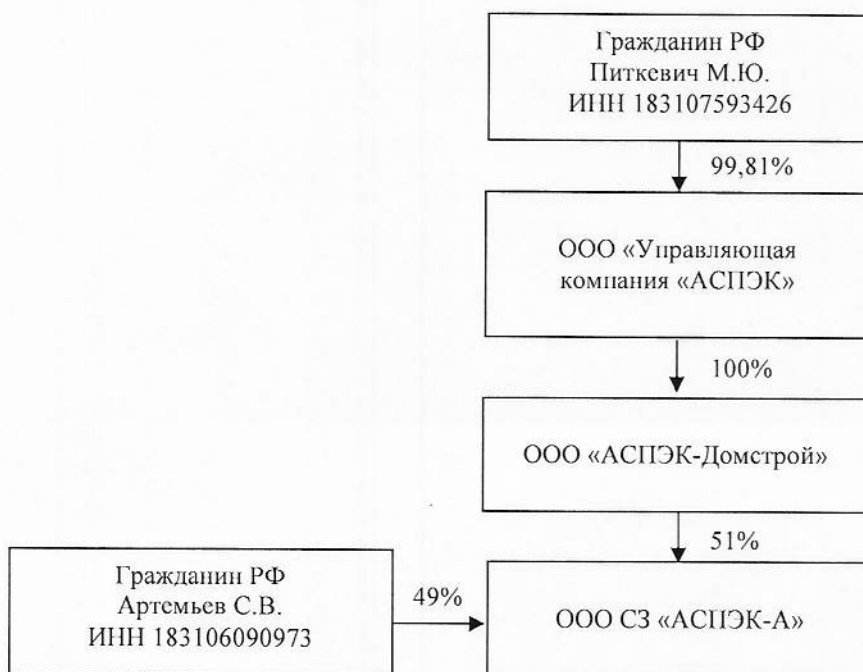 Гражданин РФ
Питкевич М.Ю.
ИНН 183107593426
99,81%
ООО «Управляющая
компания «АСПЭК»
100%
ООО «АСПЭК-Домстрой»
51%
Гражданин РФ
Артемьев С.В.
ИНН 183106090973
49%
ООО СЗ «АСПЭК-А»